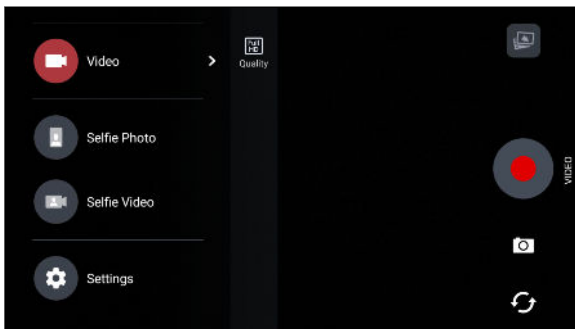 Video
Full
HD
Quality
Selfie Photo
Selfie Video
Settings
VIDEO